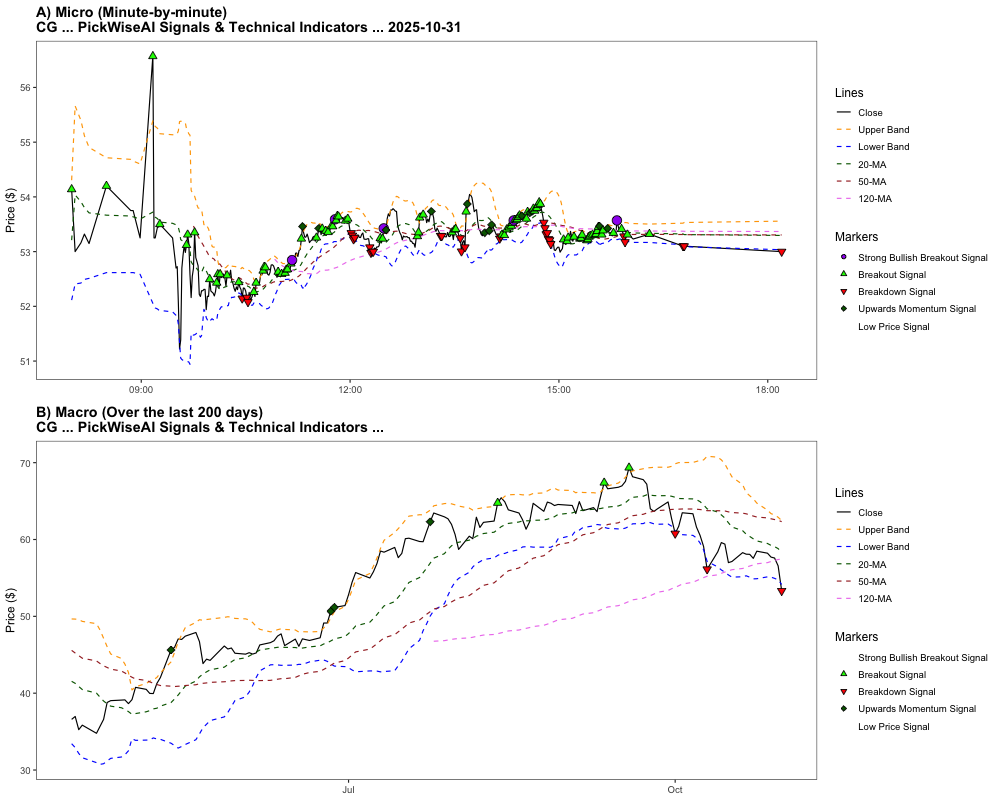 A) Micro (Minute-by-minute)
CG ... PickWiseAI Signals & Technical Indicators ... 2025-10-31
Price ($)
56
55
54
53
52
51
09:00
12:00
15:00
18:00
Lines
Close
Upper Band
Lower Band
20-MA
50-MA
120-MA
Markers
Strong Bullish Breakout Signal
Breakout Signal
Breakdown Signal
Upwards Momentum Signal
Low Price Signal
B) Macro (Over the last 200 days)
CG ... PickWiseAI Signals & Technical Indicators ...
Price ($)
70
60
50
40
30
Jul
Oct
Lines
Close
Upper Band
Lower Band
20-MA
50-MA
120-MA
Markers
Strong Bullish Breakout Signal
Breakout Signal
Breakdown Signal
Upwards Momentum Signal
Low Price Signal